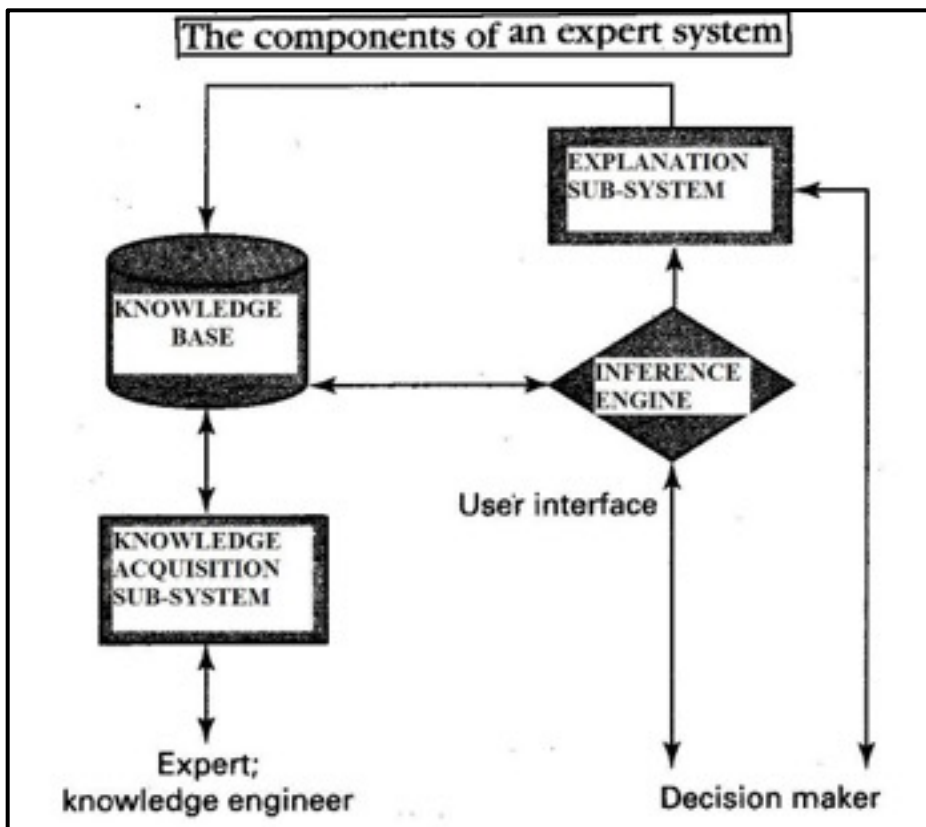 The components of an expert system
EXPLANATION
SUB-SYSTEM
KNOWLEDGE
BASE
INFERENCE
ENGINE
User interface
KNOWLEDGE
ACQUISITION
SUB-SYSTEM
Expert;
knowledge engineer
Decision maker